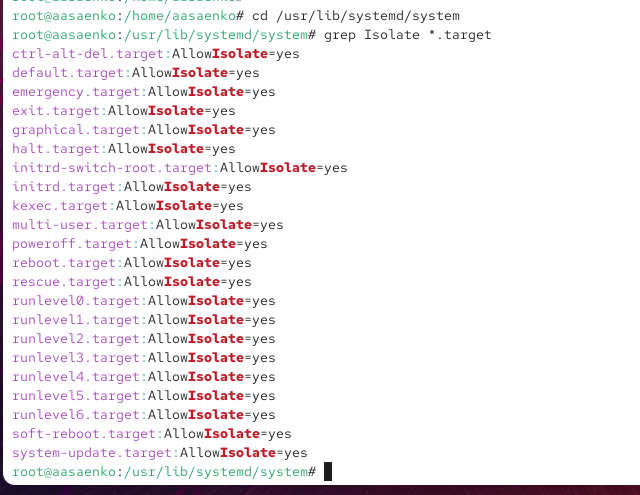 root@aasaenko:/home/aasaenko# cd /usr/lib/systemd/system
root@aasaenko:/usr/lib/systemd/system# grep Isolate *.target
ctrl-alt-del.target:AllowIsolate=yes
default.target:AllowIsolate=yes
emergency.target:AllowIsolate=yes
exit.target:AllowIsolate=yes
graphical.target:AllowIsolate=yes
halt.target:AllowIsolate=yes
initrd-switch-root.target:AllowIsolate=yes
initrd.target:AllowIsolate=yes
kexec.target:AllowIsolate=yes
multi-user.target:AllowIsolate=yes
poweroff.target:AllowIsolate=yes
reboot.target:AllowIsolate=yes
rescue.target:AllowIsolate=yes
runlevel0.target:AllowIsolate=yes
runlevel1.target:AllowIsolate=yes
runlevel2.target:AllowIsolate=yes
runlevel3.target:AllowIsolate=yes
runlevel4.target:AllowIsolate=yes
runlevel5.target:AllowIsolate=yes
runlevel6.target:AllowIsolate=yes
soft-reboot.target:AllowIsolate=yes
system-update.target:AllowIsolate=yes
root@aasaenko:/usr/lib/systemd/system#